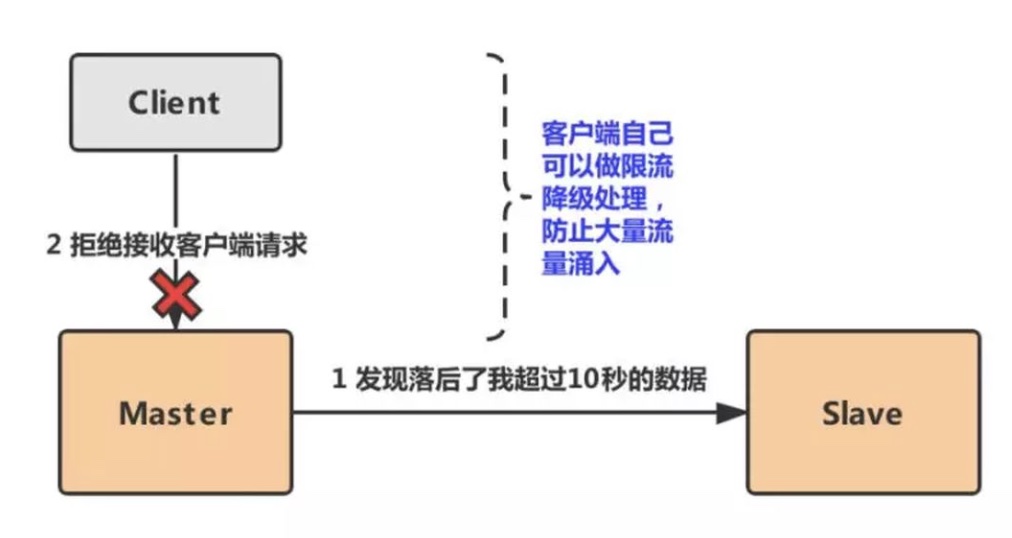 Client
客户端自己
可以做限流
降级处理，
防止大量流
量涌入
2 拒绝接收客户端请求
1 发现落后了我超过10秒的数据
Master
Slave